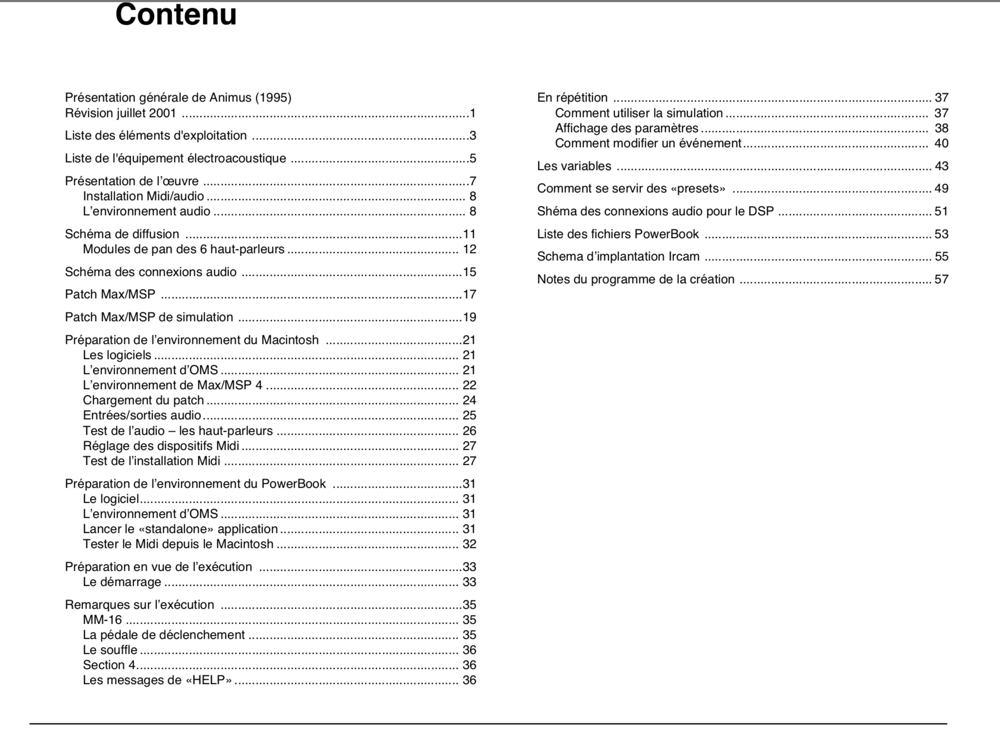 Contenu
Présentation générale de Animus (1995)
Révision juillet 2001 ..................................................................................1
Liste des éléments d'exploitation ..............................................................3
Liste de l'équipement électroacoustique ...................................................5
Présentation de l’œuvre ............................................................................7
Installation Midi/audio .......................................................................... 8
L’environnement audio ........................................................................ 8
Schéma de diffusion ...............................................................................11
Modules de pan des 6 haut-parleurs ................................................. 12
Schéma des connexions audio ...............................................................15
Patch Max/MSP ......................................................................................17
Patch Max/MSP de simulation ................................................................19
Préparation de l’environnement du Macintosh .......................................21
Les logiciels ....................................................................................... 21
L’environnement d’OMS .................................................................... 21
L’environnement de Max/MSP 4 ....................................................... 22
Chargement du patch ........................................................................ 24
Entrées/sorties audio......................................................................... 25
Test de l’audio – les haut-parleurs .................................................... 26
Réglage des dispositifs Midi .............................................................. 27
Test de l’installation Midi ................................................................... 27
Préparation de l’environnement du PowerBook .....................................31
Le logiciel........................................................................................... 31
L’environnement d’OMS .................................................................... 31
Lancer le «standalone» application ................................................... 31
Tester le Midi depuis le Macintosh .................................................... 32
Préparation en vue de l’exécution ..........................................................33
Le démarrage .................................................................................... 33
Remarques sur l’exécution .....................................................................35
MM-16 ............................................................................................... 35
La pédale de déclenchement ............................................................ 35
Le souffle ........................................................................................... 36
Section 4............................................................................................ 36
Les messages de «HELP» ................................................................ 36
En répétition ........................................................................................... 37
Comment utiliser la simulation .......................................................... 37
Affichage des paramètres ................................................................. 38
Comment modifier un événement..................................................... 40
Les variables .......................................................................................... 43
Comment se servir des «presets» ......................................................... 49
Shéma des connexions audio pour le DSP ............................................ 51
Liste des fichiers PowerBook ................................................................. 53
Schema d’implantation Ircam ................................................................. 55
Notes du programme de la création ....................................................... 57